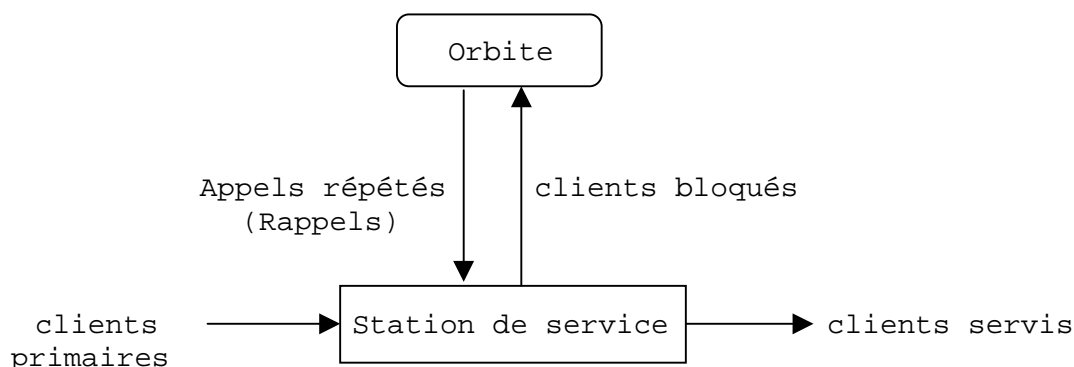 Orbite
Appels répétés
(Rappels)
clients bloqués
clients
primaires
Station de service
clients servis